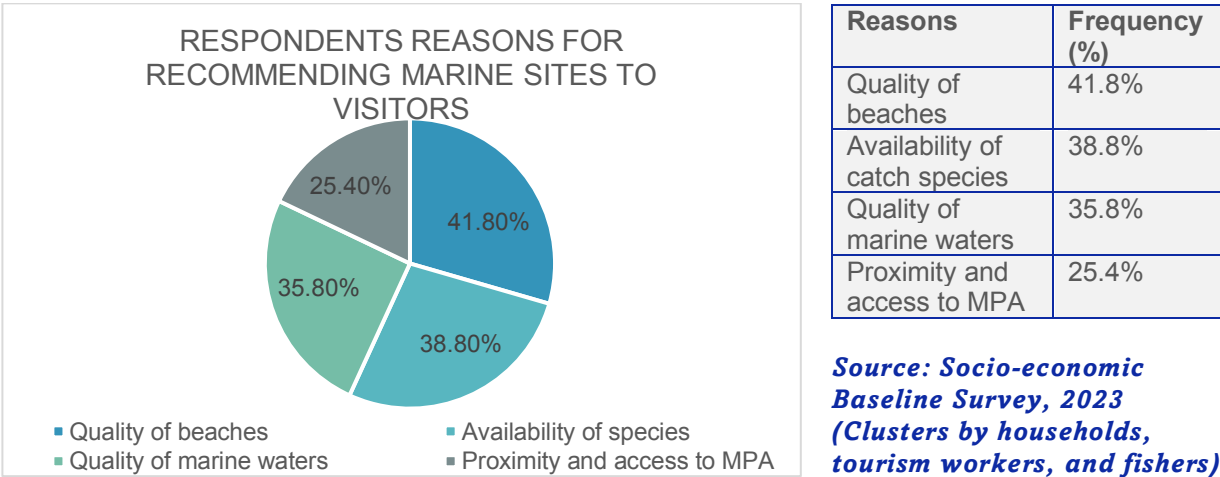 RESPONDENTS REASONS FOR
RECOMMENDING MARINE SITES TO
VISITORS
25.40%
41.80%
35.80%
38.80%
Quality of beaches
Availability of species
Quality of marine waters
Proximity and access to MPA
Reasons
Frequency
(%)
Quality of
beaches
41.8%
Availability of
catch species
38.8%
Quality of
marine waters
35.8%
Proximity and
access to MPA
25.4%
Source: Socio-economic
Baseline Survey, 2023
(Clusters by households,
tourism workers, and fishers)